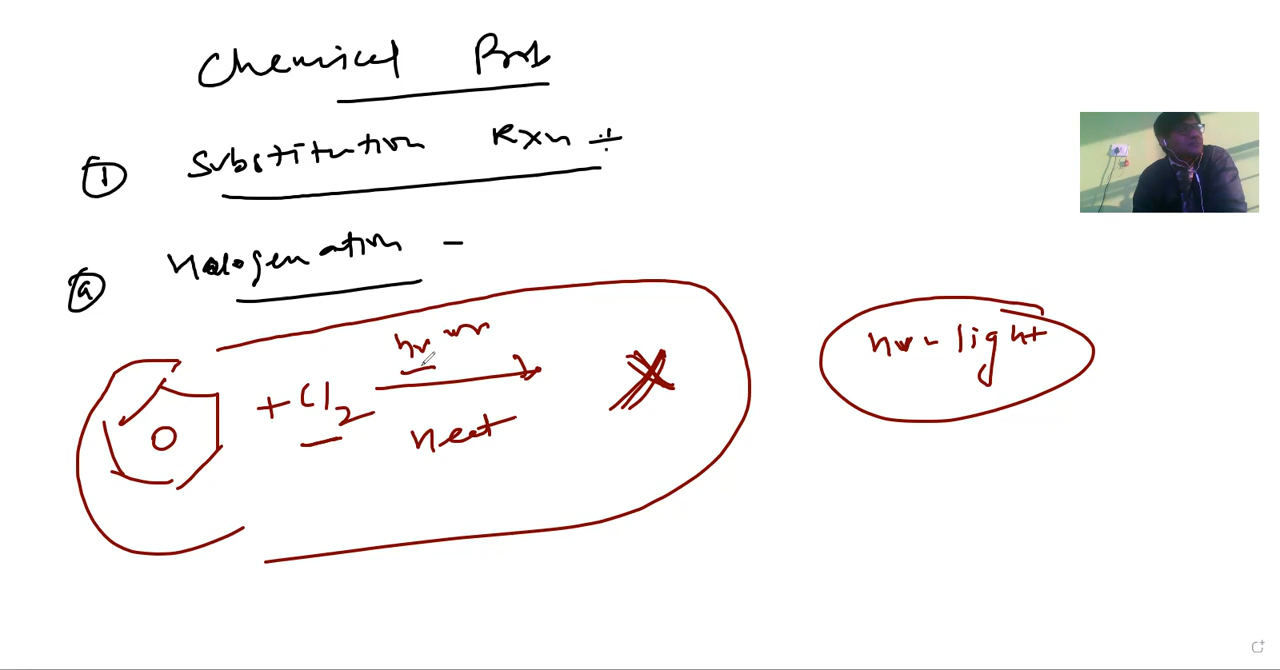 Chemical Prop
① Substitution Rxn ÷
ⓐ Halogenation -
hν
+ Cl2
Heat
hν - light